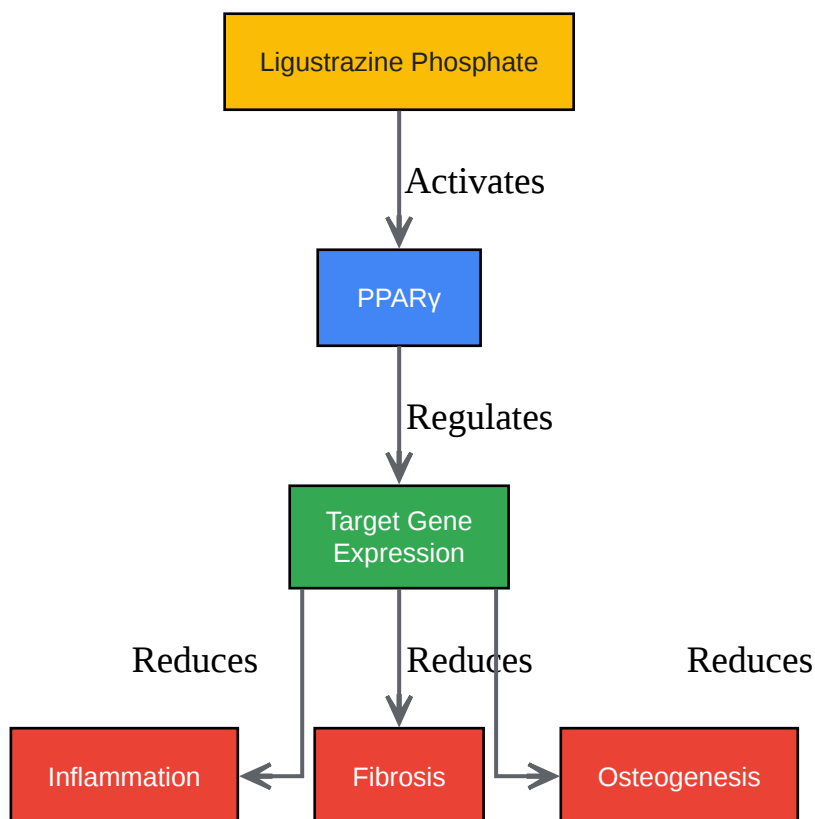 Ligustrazine Phosphate
Activates
PPARγ
Regulates
Target Gene
Expression
Reduces
Reduces
Reduces
Inflammation
Fibrosis
Osteogenesis